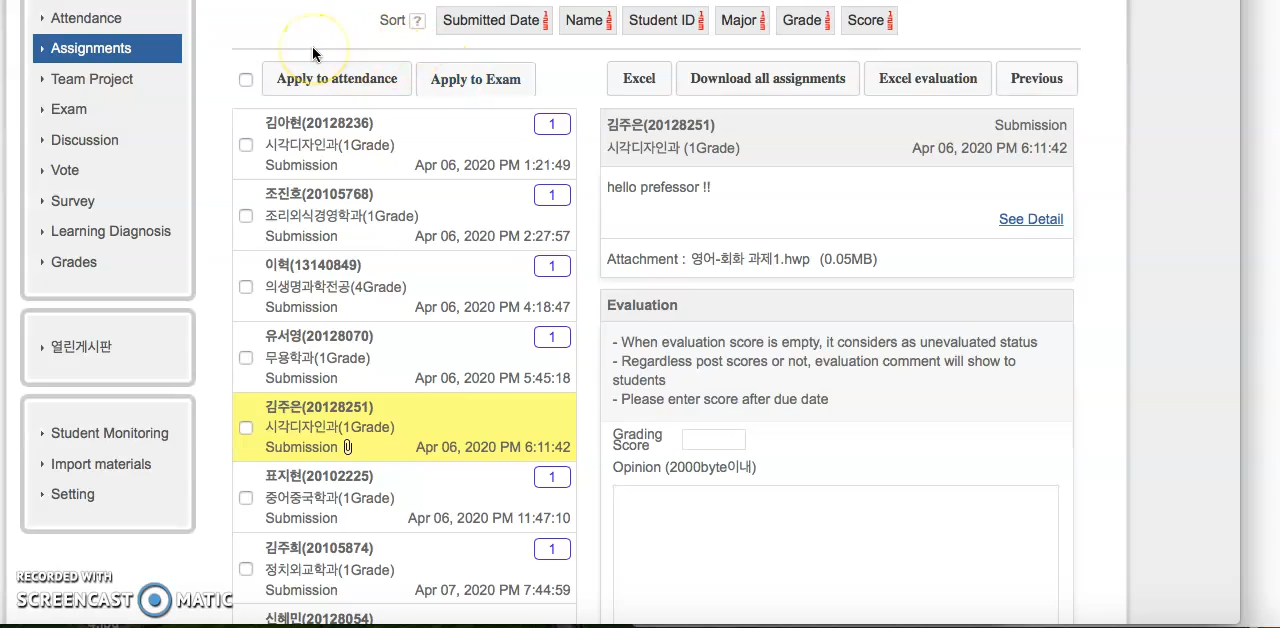 Attendance
Assignments
Team Project
Exam
Discussion
Vote
Survey
Learning Diagnosis
Grades
열린게시판
Student Monitoring
Import materials
Setting
RECORDED WITH
SCREENCAST MATIC
Sort ? Submitted Date Name Student ID Major Grade Score
Apply to attendance Apply to Exam Excel Download all assignments Excel evaluation Previous
김아현(20128236) 1
시각디자인과(1Grade)
Submission Apr 06, 2020 PM 1:21:49
조진호(20105768) 1
조리외식경영학과(1Grade)
Submission Apr 06, 2020 PM 2:27:57
이혁(13140849) 1
의생명과학전공(4Grade)
Submission Apr 06, 2020 PM 4:18:47
유서영(20128070) 1
무용학과(1Grade)
Submission Apr 06, 2020 PM 5:45:18
김주은(20128251)
시각디자인과(1Grade)
Submission Apr 06, 2020 PM 6:11:42
표지현(20102225) 1
중어중국학과(1Grade)
Submission Apr 06, 2020 PM 11:47:10
김주희(20105874) 1
정치외교학과(1Grade)
Submission Apr 07, 2020 PM 7:44:59
신혜민(20128054)
김주은(20128251) Submission
시각디자인과 (1Grade) Apr 06, 2020 PM 6:11:42
hello prefessor !!
See Detail
Attachment : 영어-회화 과제1.hwp (0.05MB)
Evaluation
- When evaluation score is empty, it considers as unevaluated status
- Regardless post scores or not, evaluation comment will show to
students
- Please enter score after due date
Grading
Score
Opinion (2000byte이내)